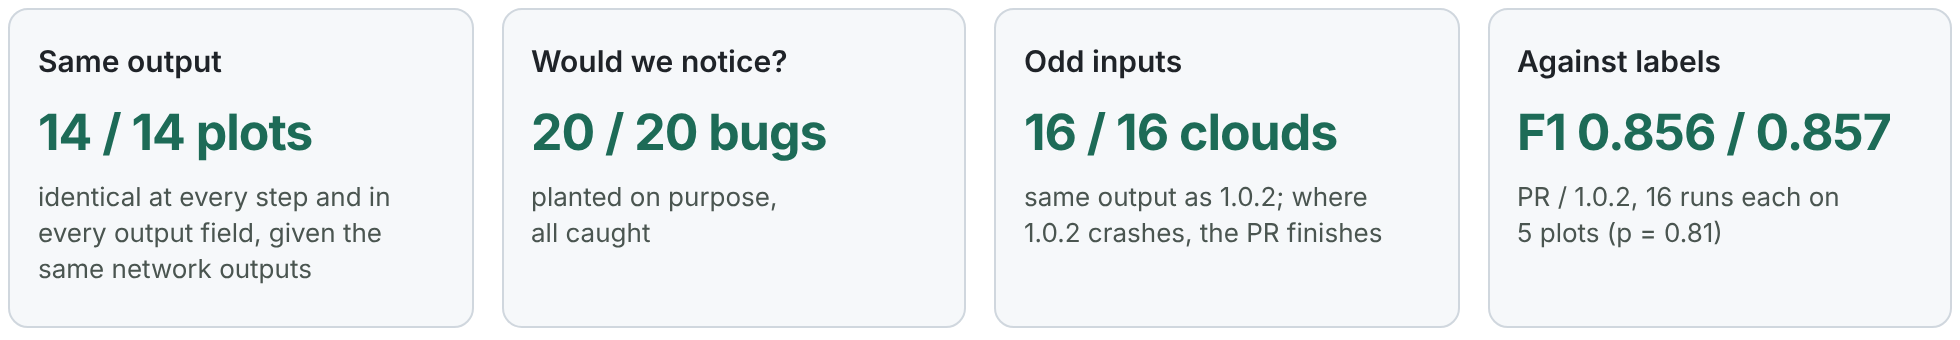 Same output
14 / 14 plots
identical at every step and in
every output field, given the
same network outputs
Would we notice?
20 / 20 bugs
planted on purpose,
all caught
Odd inputs
16 / 16 clouds
same output as 1.0.2; where
1.0.2 crashes, the PR finishes
Against labels
F1 0.856 / 0.857
PR / 1.0.2, 16 runs each on
5 plots (p = 0.81)